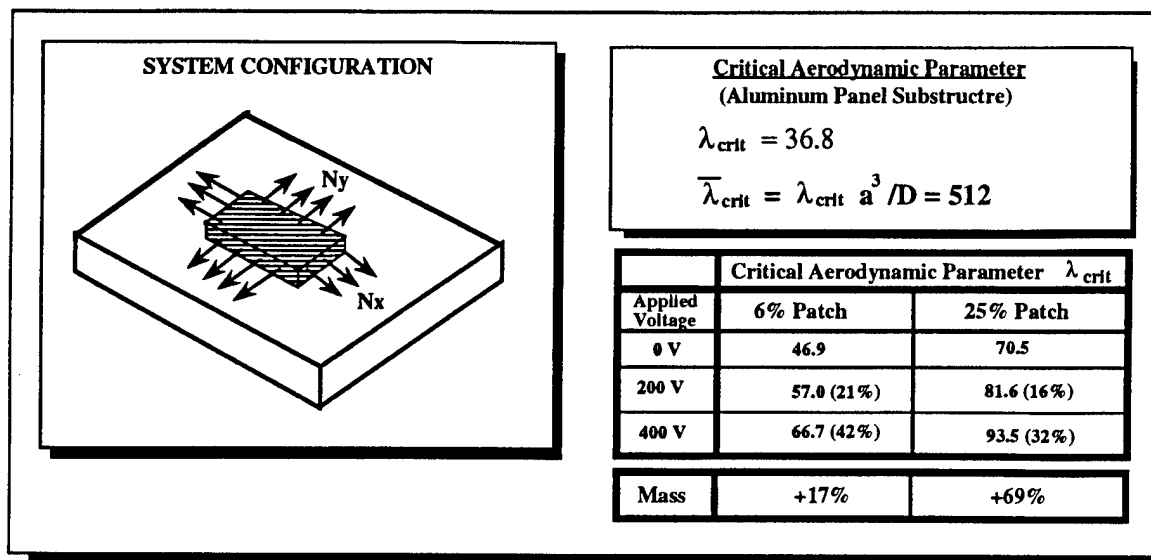 SYSTEM CONFIGURATION
Ny
Nx
Critical Aerodynamic Parameter
(Aluminum Panel Substructre)
λcrit = 36.8
λ̅crit = λcrit a³ /D = 512
Critical Aerodynamic Parameter λ crit
Applied Voltage 6% Patch 25% Patch
0 V 46.9 70.5
200 V 57.0 (21%) 81.6 (16%)
400 V 66.7 (42%) 93.5 (32%)
Mass +17% +69%